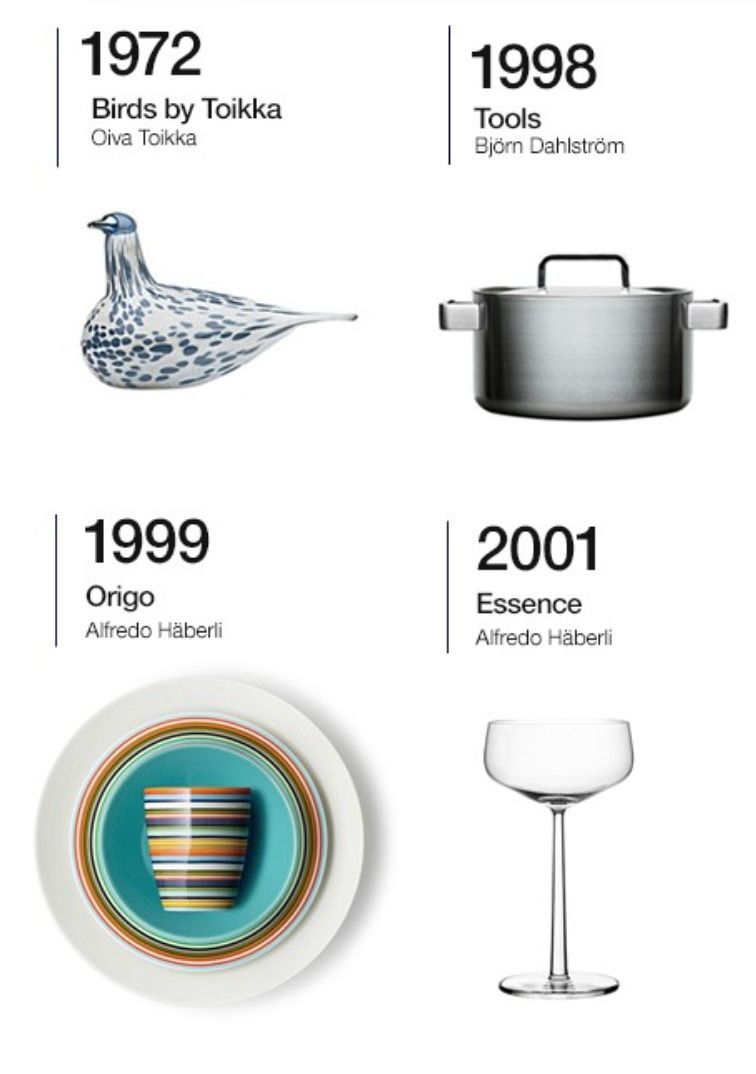 1972
Birds by Toikka
Oiva Toikka
1998
Tools
Björn Dahlström
1999
Origo
Alfredo Häberli
2001
Essence
Alfredo Häberli